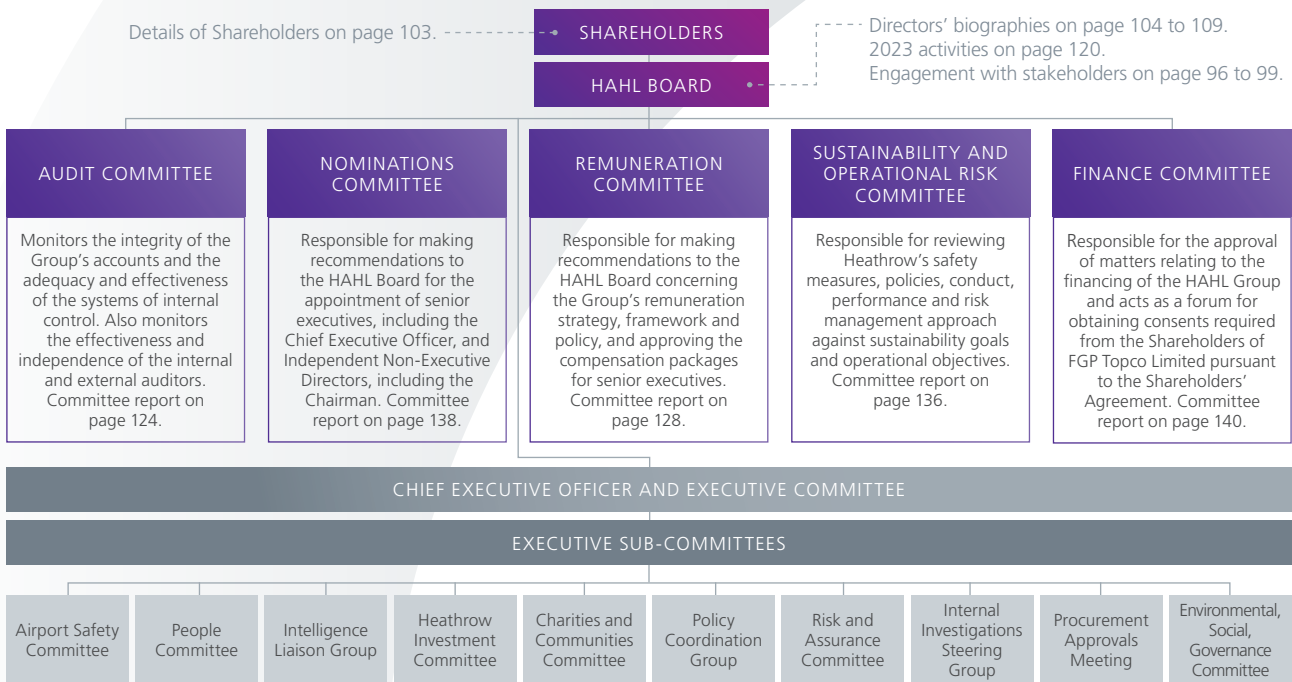 Details of Shareholders on page 103.
SHAREHOLDERS
Directors’ biographies on page 104 to 109.
2023 activities on page 120.
Engagement with stakeholders on page 96 to 99.
HAHL BOARD
AUDIT COMMITTEE
Monitors the integrity of the
Group’s accounts and the
adequacy and effectiveness
of the systems of internal
control. Also monitors
the effectiveness and
independence of the internal
and external auditors.
Committee report on
page 124.
NOMINATIONS
COMMITTEE
Responsible for making
recommendations to
the HAHL Board for the
appointment of senior
executives, including the
Chief Executive Officer, and
Independent Non-Executive
Directors, including the
Chairman. Committee
report on page 138.
REMUNERATION
COMMITTEE
Responsible for making
recommendations to the
HAHL Board concerning
the Group’s remuneration
strategy, framework and
policy, and approving the
compensation packages
for senior executives.
Committee report on
page 128.
SUSTAINABILITY AND
OPERATIONAL RISK
COMMITTEE
Responsible for reviewing
Heathrow’s safety
measures, policies, conduct,
performance and risk
management approach
against sustainability goals
and operational objectives.
Committee report on
page 136.
FINANCE COMMITTEE
Responsible for the approval
of matters relating to the
financing of the HAHL Group
and acts as a forum for
obtaining consents required
from the Shareholders of
FGP Topco Limited pursuant
to the Shareholders’
Agreement. Committee
report on page 140.
CHIEF EXECUTIVE OFFICER AND EXECUTIVE COMMITTEE
EXECUTIVE SUB-COMMITTEES
Airport Safety
Committee
People
Committee
Intelligence
Liaison Group
Heathrow
Investment
Committee
Charities and
Communities
Committee
Policy
Coordination
Group
Risk and
Assurance
Committee
Internal
Investigations
Steering
Group
Procurement
Approvals
Meeting
Environmental,
Social,
Governance
Committee